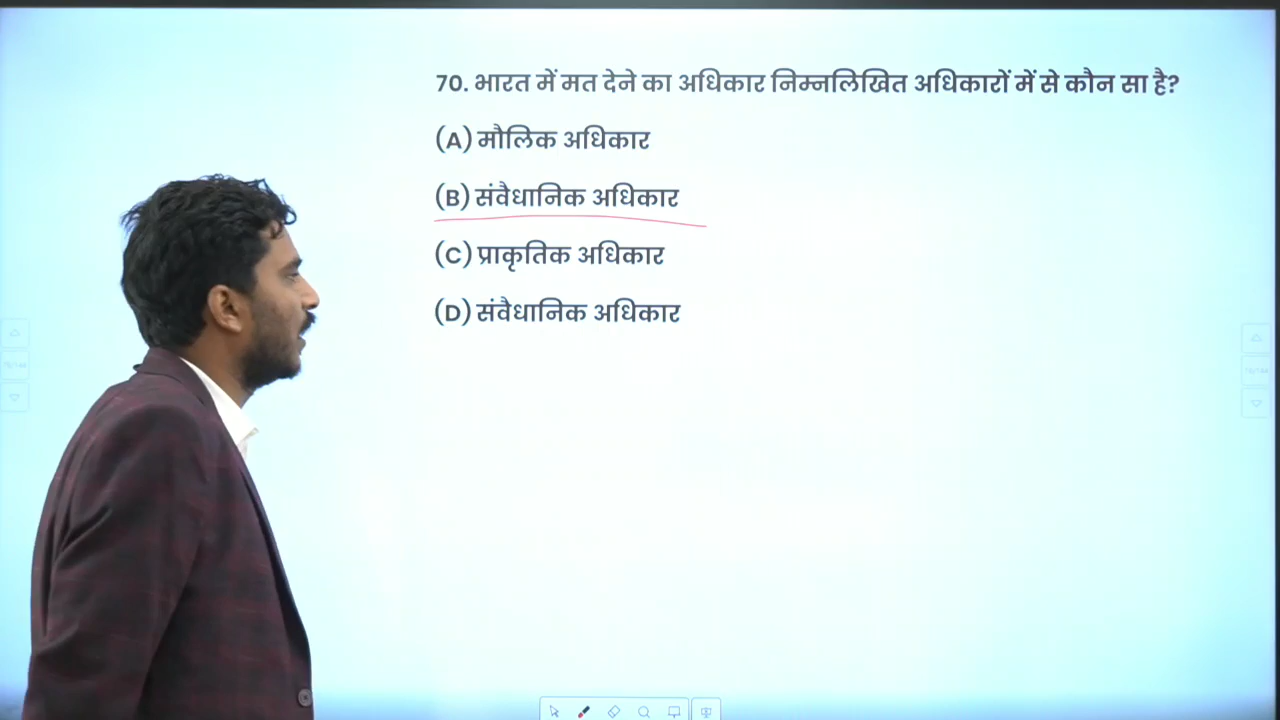 70. भारत में मत देने का अधिकार निम्नलिखित अधिकारों में से कौन सा है?
(A) मौलिक अधिकार
(B) संवैधानिक अधिकार
(C) प्राकृतिक अधिकार
(D) संवैधानिक अधिकार